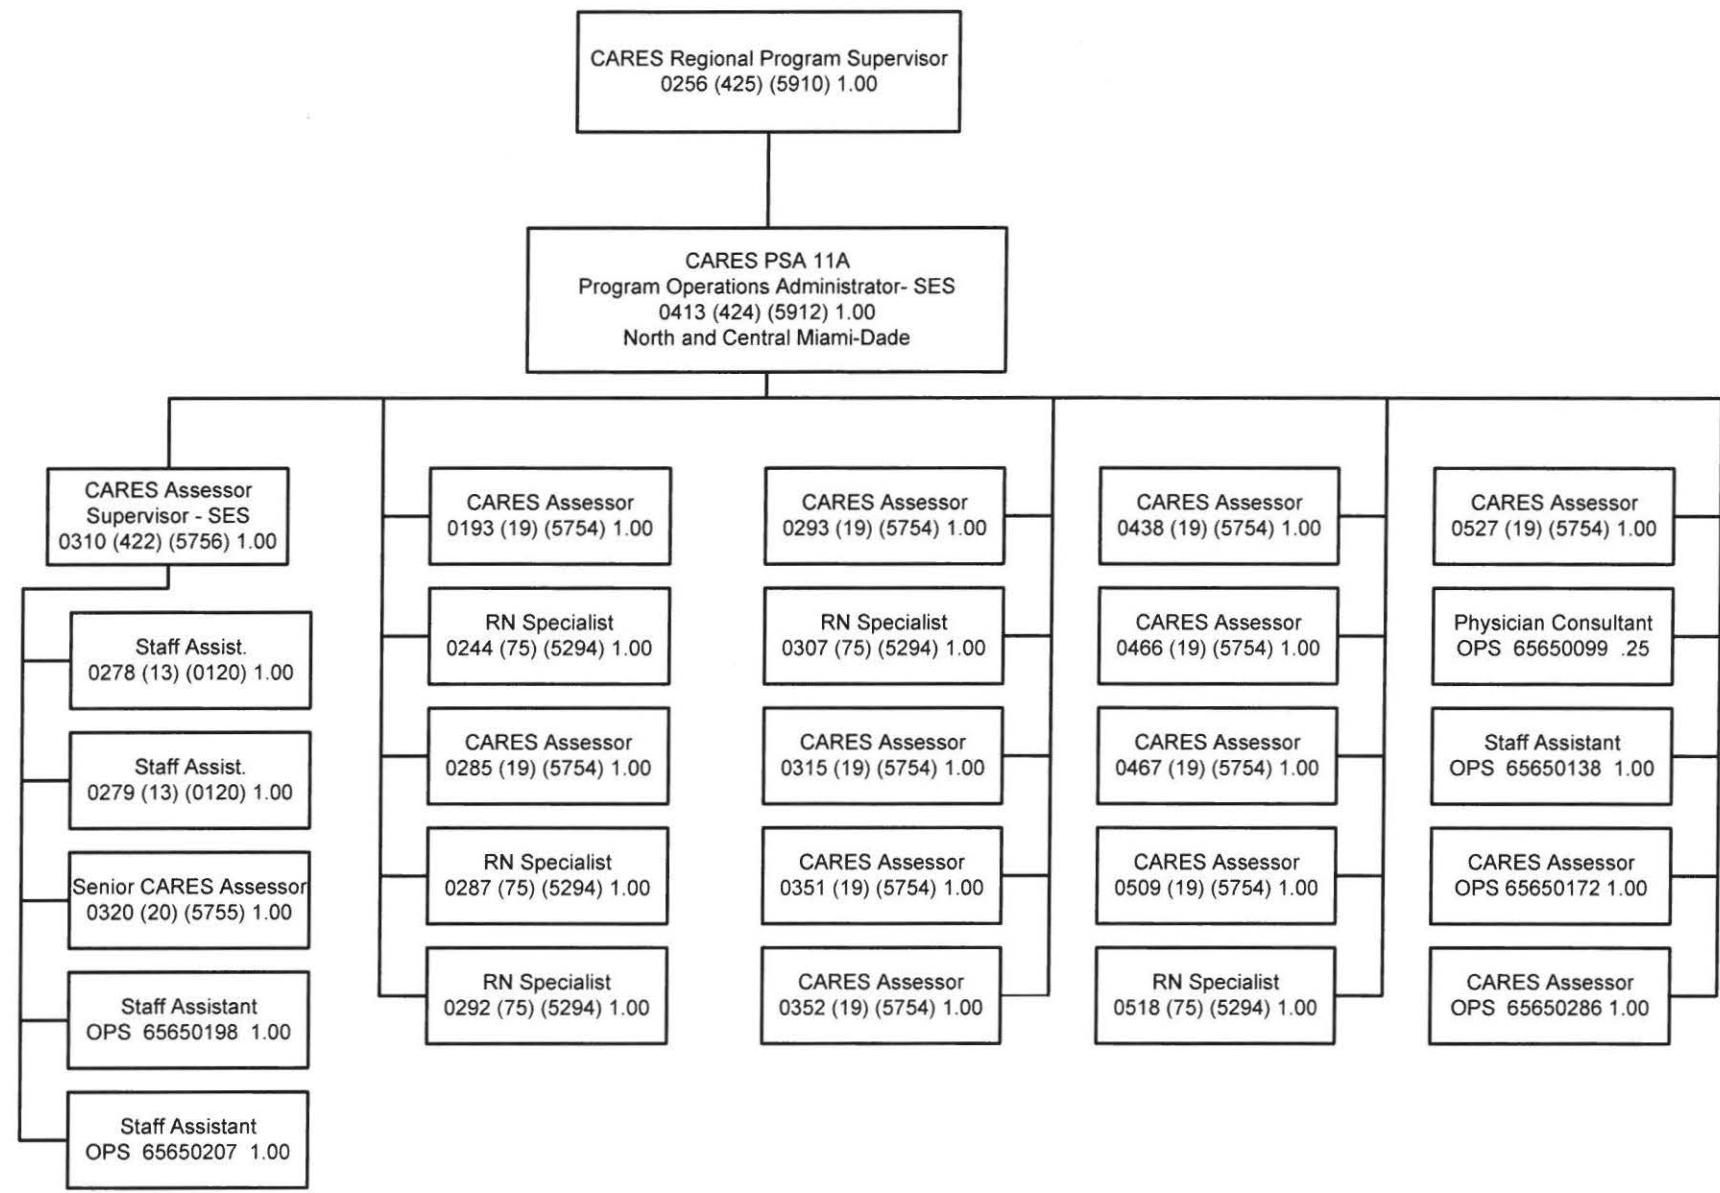 CARES Regional Program Supervisor
0256 (425) (5910) 1.00
CARES PSA 11A
Program Operations Administrator- SES
0413 (424) (5912) 1.00
North and Central Miami-Dade
CARES Assessor
Supervisor - SES
0310 (422) (5756) 1.00
Staff Assist.
0278 (13) (0120) 1.00
Staff Assist.
0279 (13) (0120) 1.00
Senior CARES Assessor
0320 (20) (5755) 1.00
Staff Assistant
OPS 65650198 1.00
Staff Assistant
OPS 65650207 1.00
CARES Assessor
0193 (19) (5754) 1.00
RN Specialist
0244 (75) (5294) 1.00
CARES Assessor
0285 (19) (5754) 1.00
RN Specialist
0287 (75) (5294) 1.00
RN Specialist
0292 (75) (5294) 1.00
CARES Assessor
0293 (19) (5754) 1.00
RN Specialist
0307 (75) (5294) 1.00
CARES Assessor
0315 (19) (5754) 1.00
CARES Assessor
0351 (19) (5754) 1.00
CARES Assessor
0352 (19) (5754) 1.00
CARES Assessor
0438 (19) (5754) 1.00
CARES Assessor
0466 (19) (5754) 1.00
CARES Assessor
0467 (19) (5754) 1.00
CARES Assessor
0509 (19) (5754) 1.00
RN Specialist
0518 (75) (5294) 1.00
CARES Assessor
0527 (19) (5754) 1.00
Physician Consultant
OPS 65650099 .25
Staff Assistant
OPS 65650138 1.00
CARES Assessor
OPS 65650172 1.00
CARES Assessor
OPS 65650286 1.00